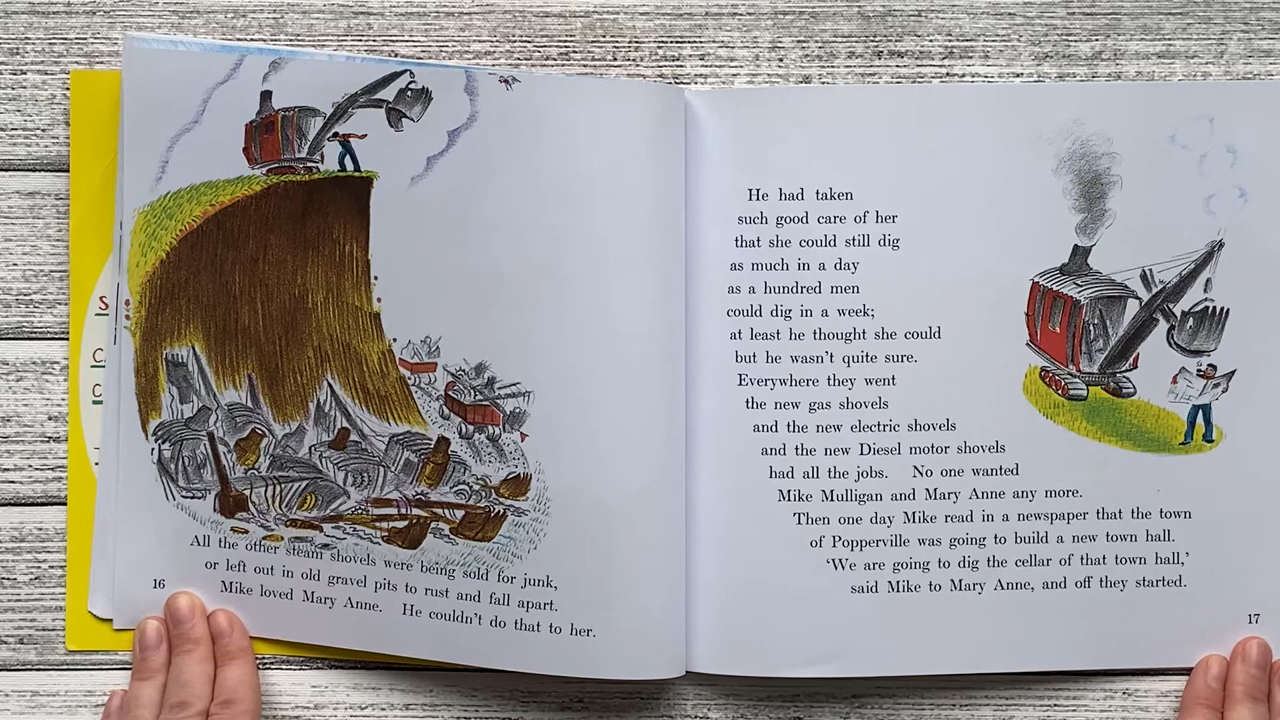 All the other steam shovels were being sold for junk,
or left out in old gravel pits to rust and fall apart.
Mike loved Mary Anne. He couldn't do that to her.
16
He had taken
such good care of her
that she could still dig
as much in a day
as a hundred men
could dig in a week;
at least he thought she could
but he wasn't quite sure.
Everywhere they went
the new gas shovels
and the new electric shovels
and the new Diesel motor shovels
had all the jobs. No one wanted
Mike Mulligan and Mary Anne any more.
Then one day Mike read in a newspaper that the town
of Popperville was going to build a new town hall.
'We are going to dig the cellar of that town hall,'
said Mike to Mary Anne, and off they started.
17